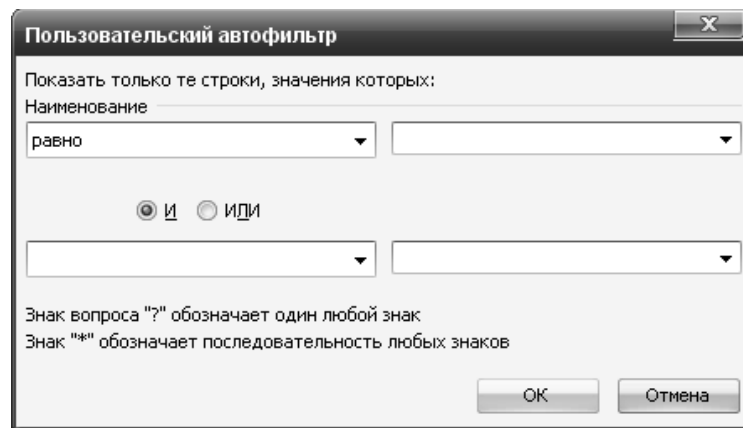 Пользовательский автофильтр
Показать только те строки, значения которых:
Наименование
равно
И ИЛИ
Знак вопроса "?" обозначает один любой знак
Знак "*" обозначает последовательность любых знаков
ОК Отмена